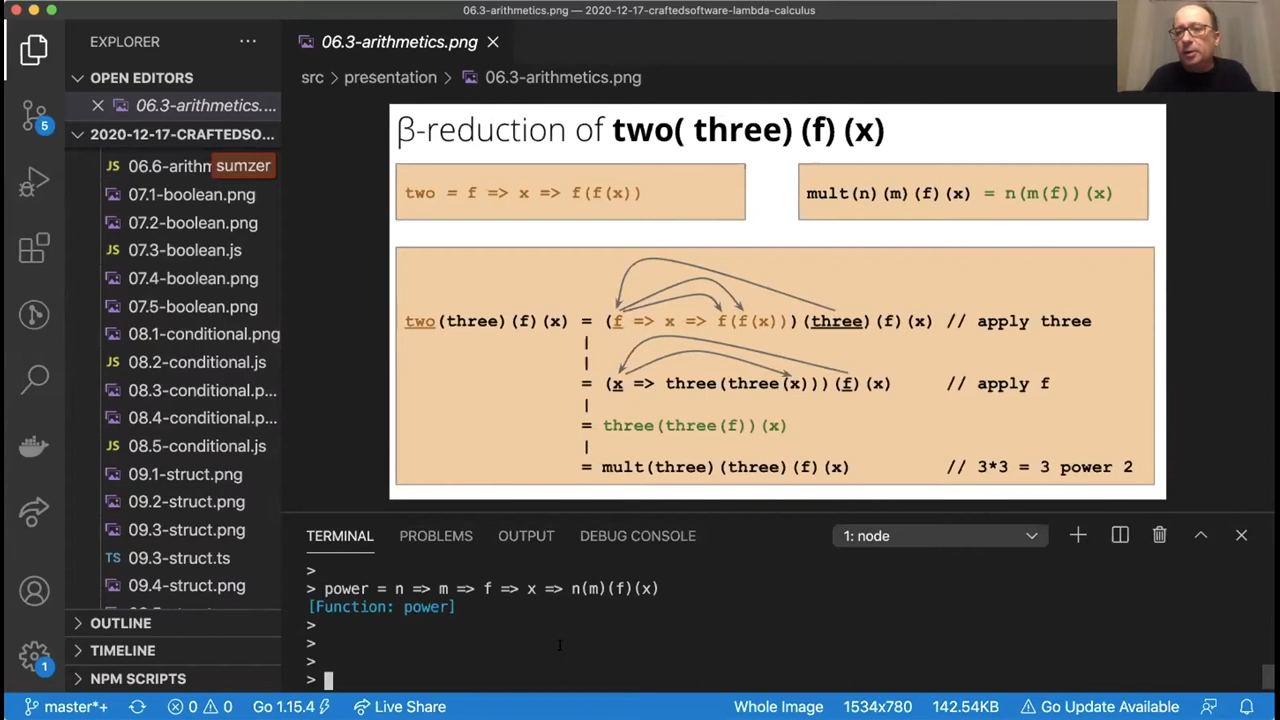 06.3-arithmetics.png — 2020-12-17-craftedsoftware-lambda-calculus
EXPLORER
06.3-arithmetics.png
OPEN EDITORS
06.3-arithmetics....
2020-12-17-CRAFTEDSO...
06.6-arithm
sumzer
07.1-boolean.png
07.2-boolean.png
07.3-boolean.js
07.4-boolean.png
07.5-boolean.png
08.1-conditional.png
08.2-conditional.js
08.3-conditional.p...
08.4-conditional.p...
08.5-conditional.js
09.1-struct.png
09.2-struct.png
09.3-struct.png
09.3-struct.ts
09.4-struct.png
OUTLINE
TIMELINE
NPM SCRIPTS
5
1
JS
JS
JS
JS
TS
src > presentation > 06.3-arithmetics.png
β-reduction of two( three) (f) (x)
two = f => x => f(f(x))
mult(n)(m)(f)(x) = n(m(f))(x)
two(three)(f)(x) = (f => x => f(f(x)))(three)(f)(x) // apply three
= (x => three(three(x)))(f)(x) // apply f
= three(three(f))(x)
= mult(three)(three)(f)(x) // 3*3 = 3 power 2
TERMINAL PROBLEMS OUTPUT DEBUG CONSOLE 1: node
>
> power = n => m => f => x => n(m)(f)(x)
[Function: power]
>
>
>
>
master*+ 0 0 Go 1.15.4 Live Share Whole Image 1534x780 142.54KB Go Update Available